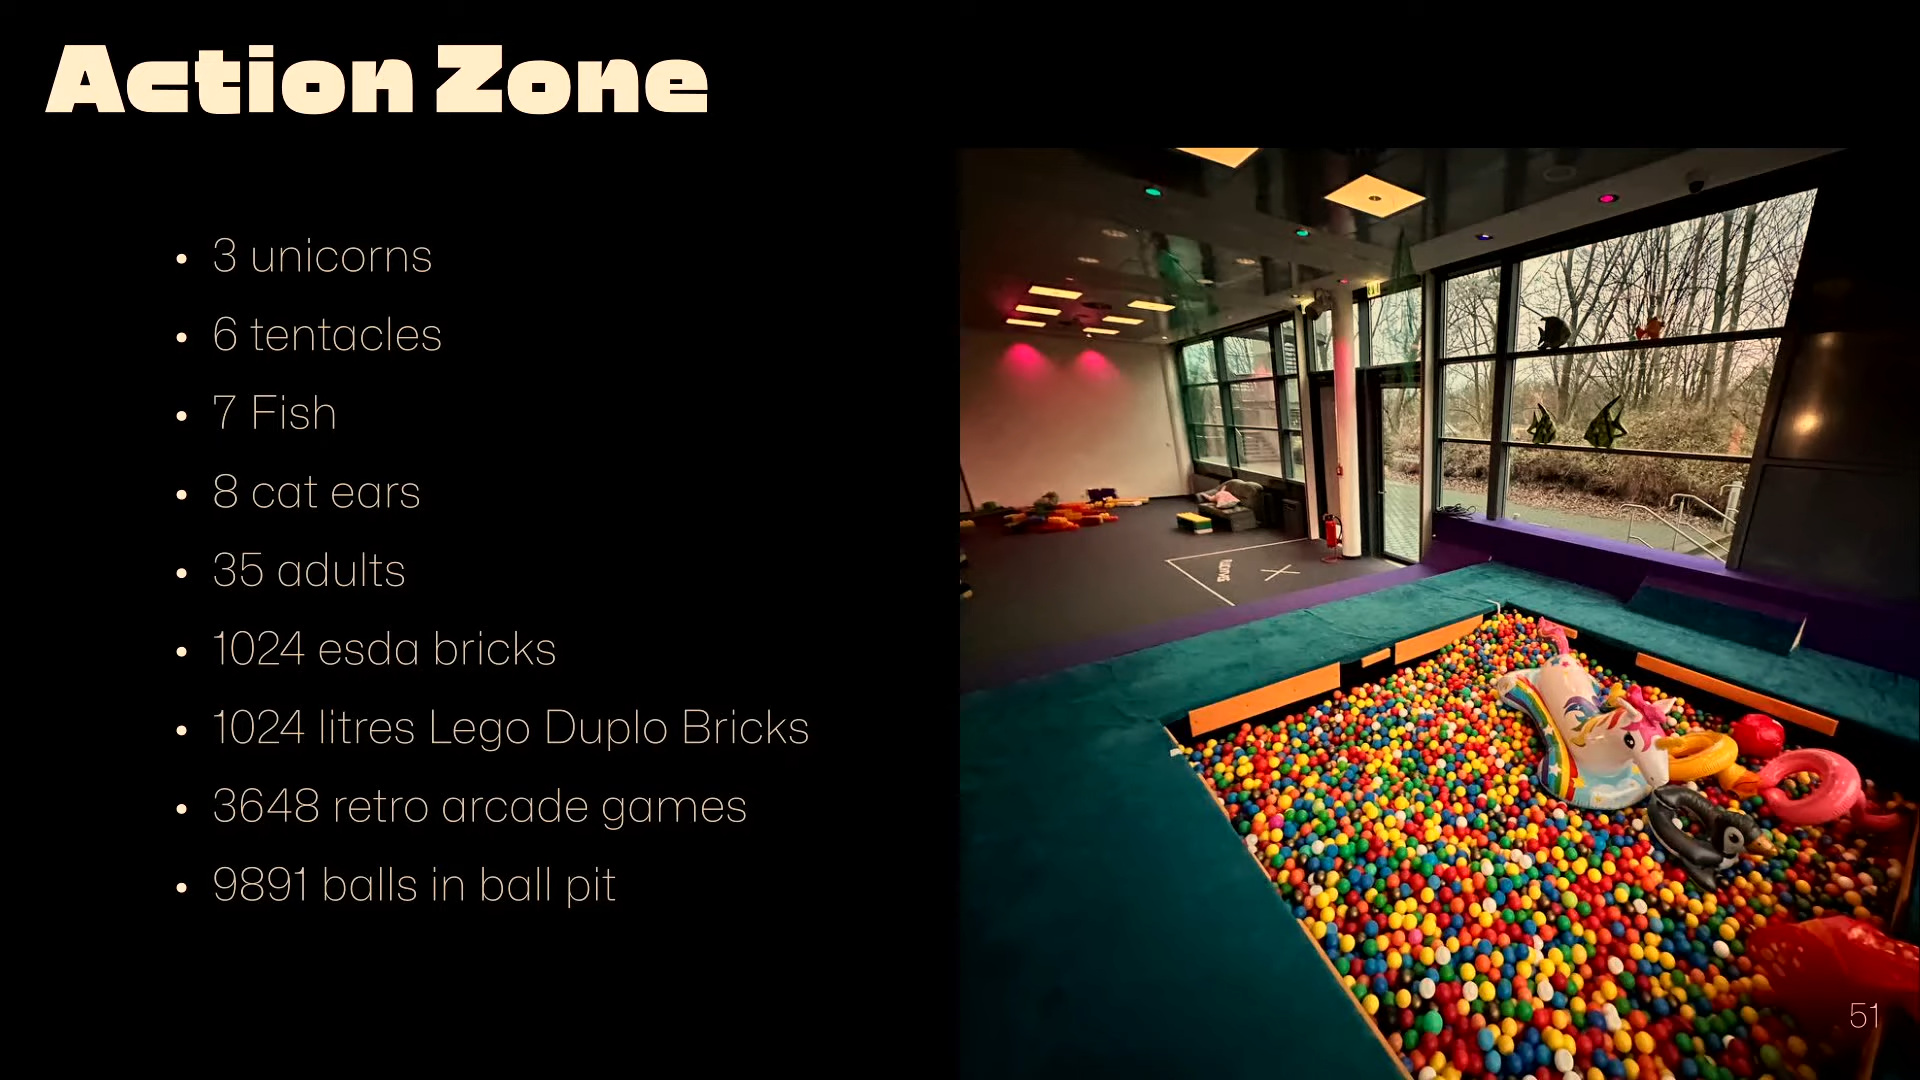 Action Zone
3 unicorns
6 tentacles
7 Fish
8 cat ears
35 adults
1024 esda bricks
1024 litres Lego Duplo Bricks
3648 retro arcade games
9891 balls in ball pit
51